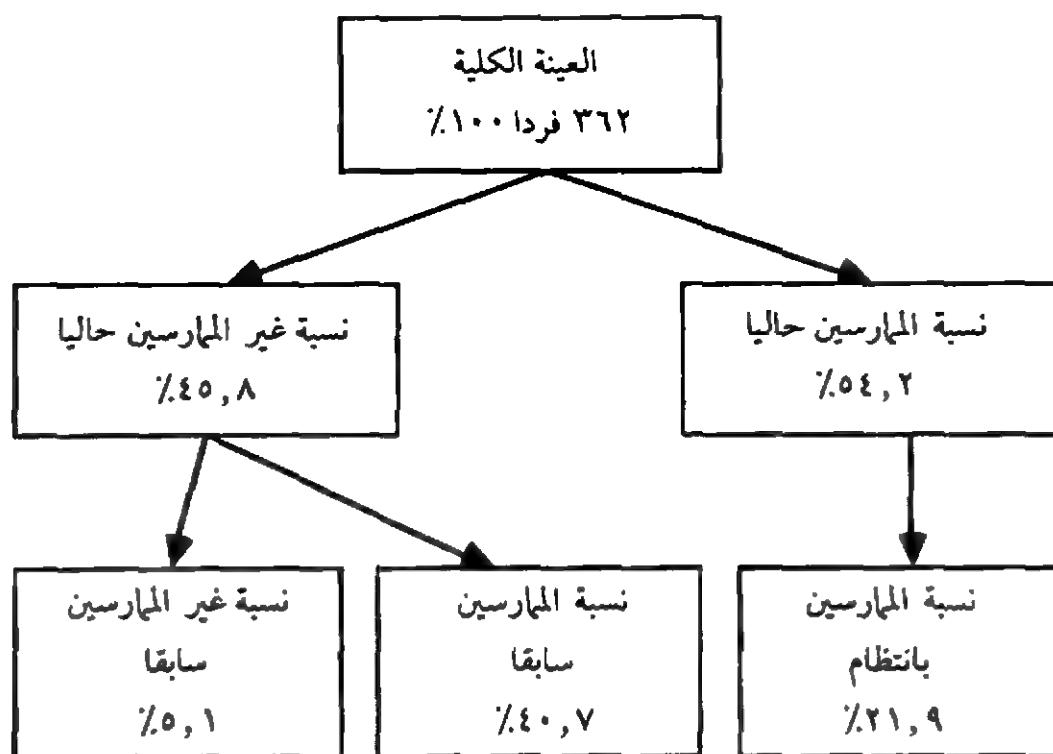 العينة الكلية
٣٦٢ فردا ١٠٠٪
نسبة الممارسين حاليا
٥٤,٢٪
نسبة غير الممارسين حاليا
٤٥,٨٪
نسبة الممارسين
بانتظام
٢١,٩٪
نسبة الممارسين
سابقا
٤٠,٧٪
نسبة غير الممارسين
سابقا
٥,١٪